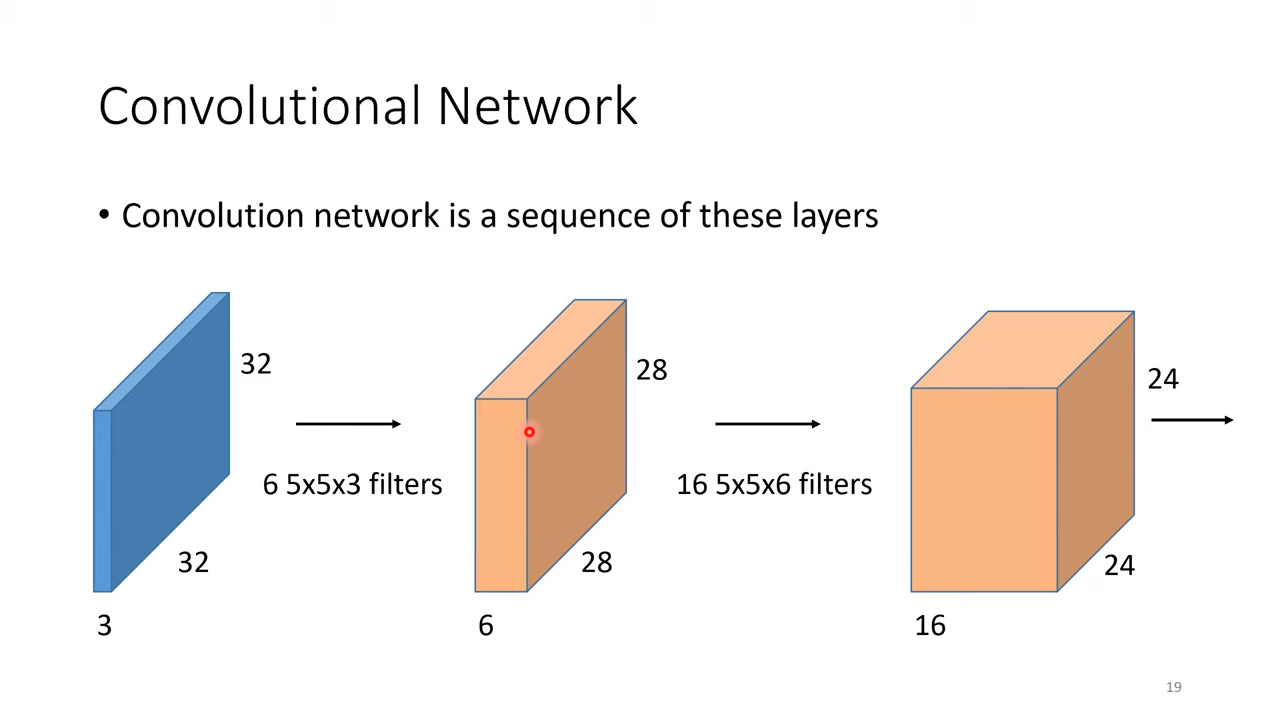 Convolutional Network
• Convolution network is a sequence of these layers
32
32
3
6 5x5x3 filters
28
28
6
16 5x5x6 filters
24
24
16
19